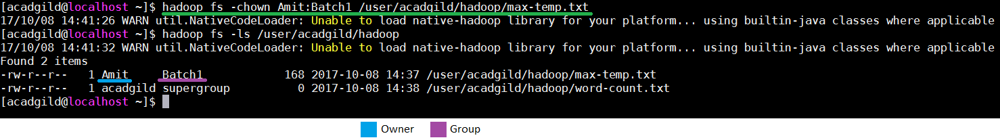 [acadgild@localhost ~]$ hadoop fs -chown Amit:Batch1 /user/acadgild/hadoop/max-temp.txt
17/10/08 14:41:26 WARN util.NativeCodeLoader: Unable to load native-hadoop library for your platform... using builtin-java classes where applicable
[acadgild@localhost ~]$ hadoop fs -ls /user/acadgild/hadoop
17/10/08 14:41:32 WARN util.NativeCodeLoader: Unable to load native-hadoop library for your platform... using builtin-java classes where applicable
Found 2 items
-rw-r--r--   1 Amit     Batch1            168 2017-10-08 14:37 /user/acadgild/hadoop/max-temp.txt
-rw-r--r--   1 acadgild supergroup          0 2017-10-08 14:38 /user/acadgild/hadoop/word-count.txt
[acadgild@localhost ~]$
Owner Group